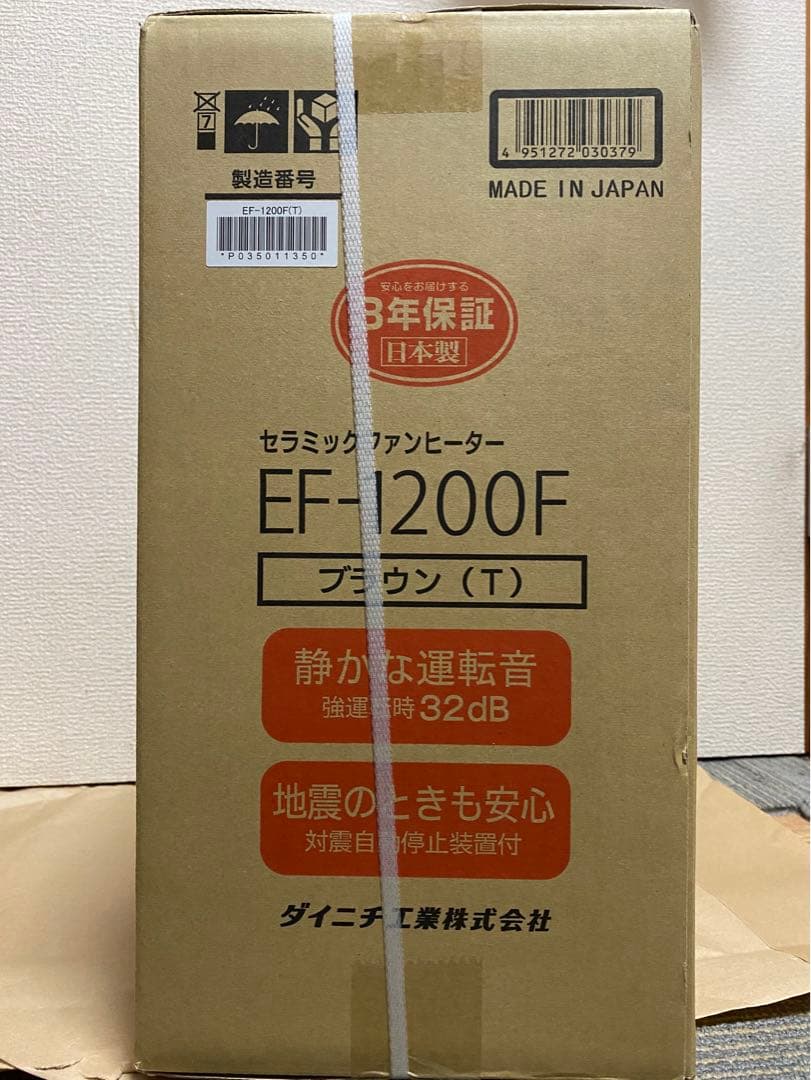 7
4 951272 030379
MADE IN JAPAN
製造番号
EF-1200F(T)
*P035011350*
安心をお届けする
3年保証
日本製
セラミックファンヒーター
EF-1200F
ブラウン（T）
静かな運転音
強運転時32dB
地震のときも安心
対震自動停止装置付
ダイニチ工業株式会社